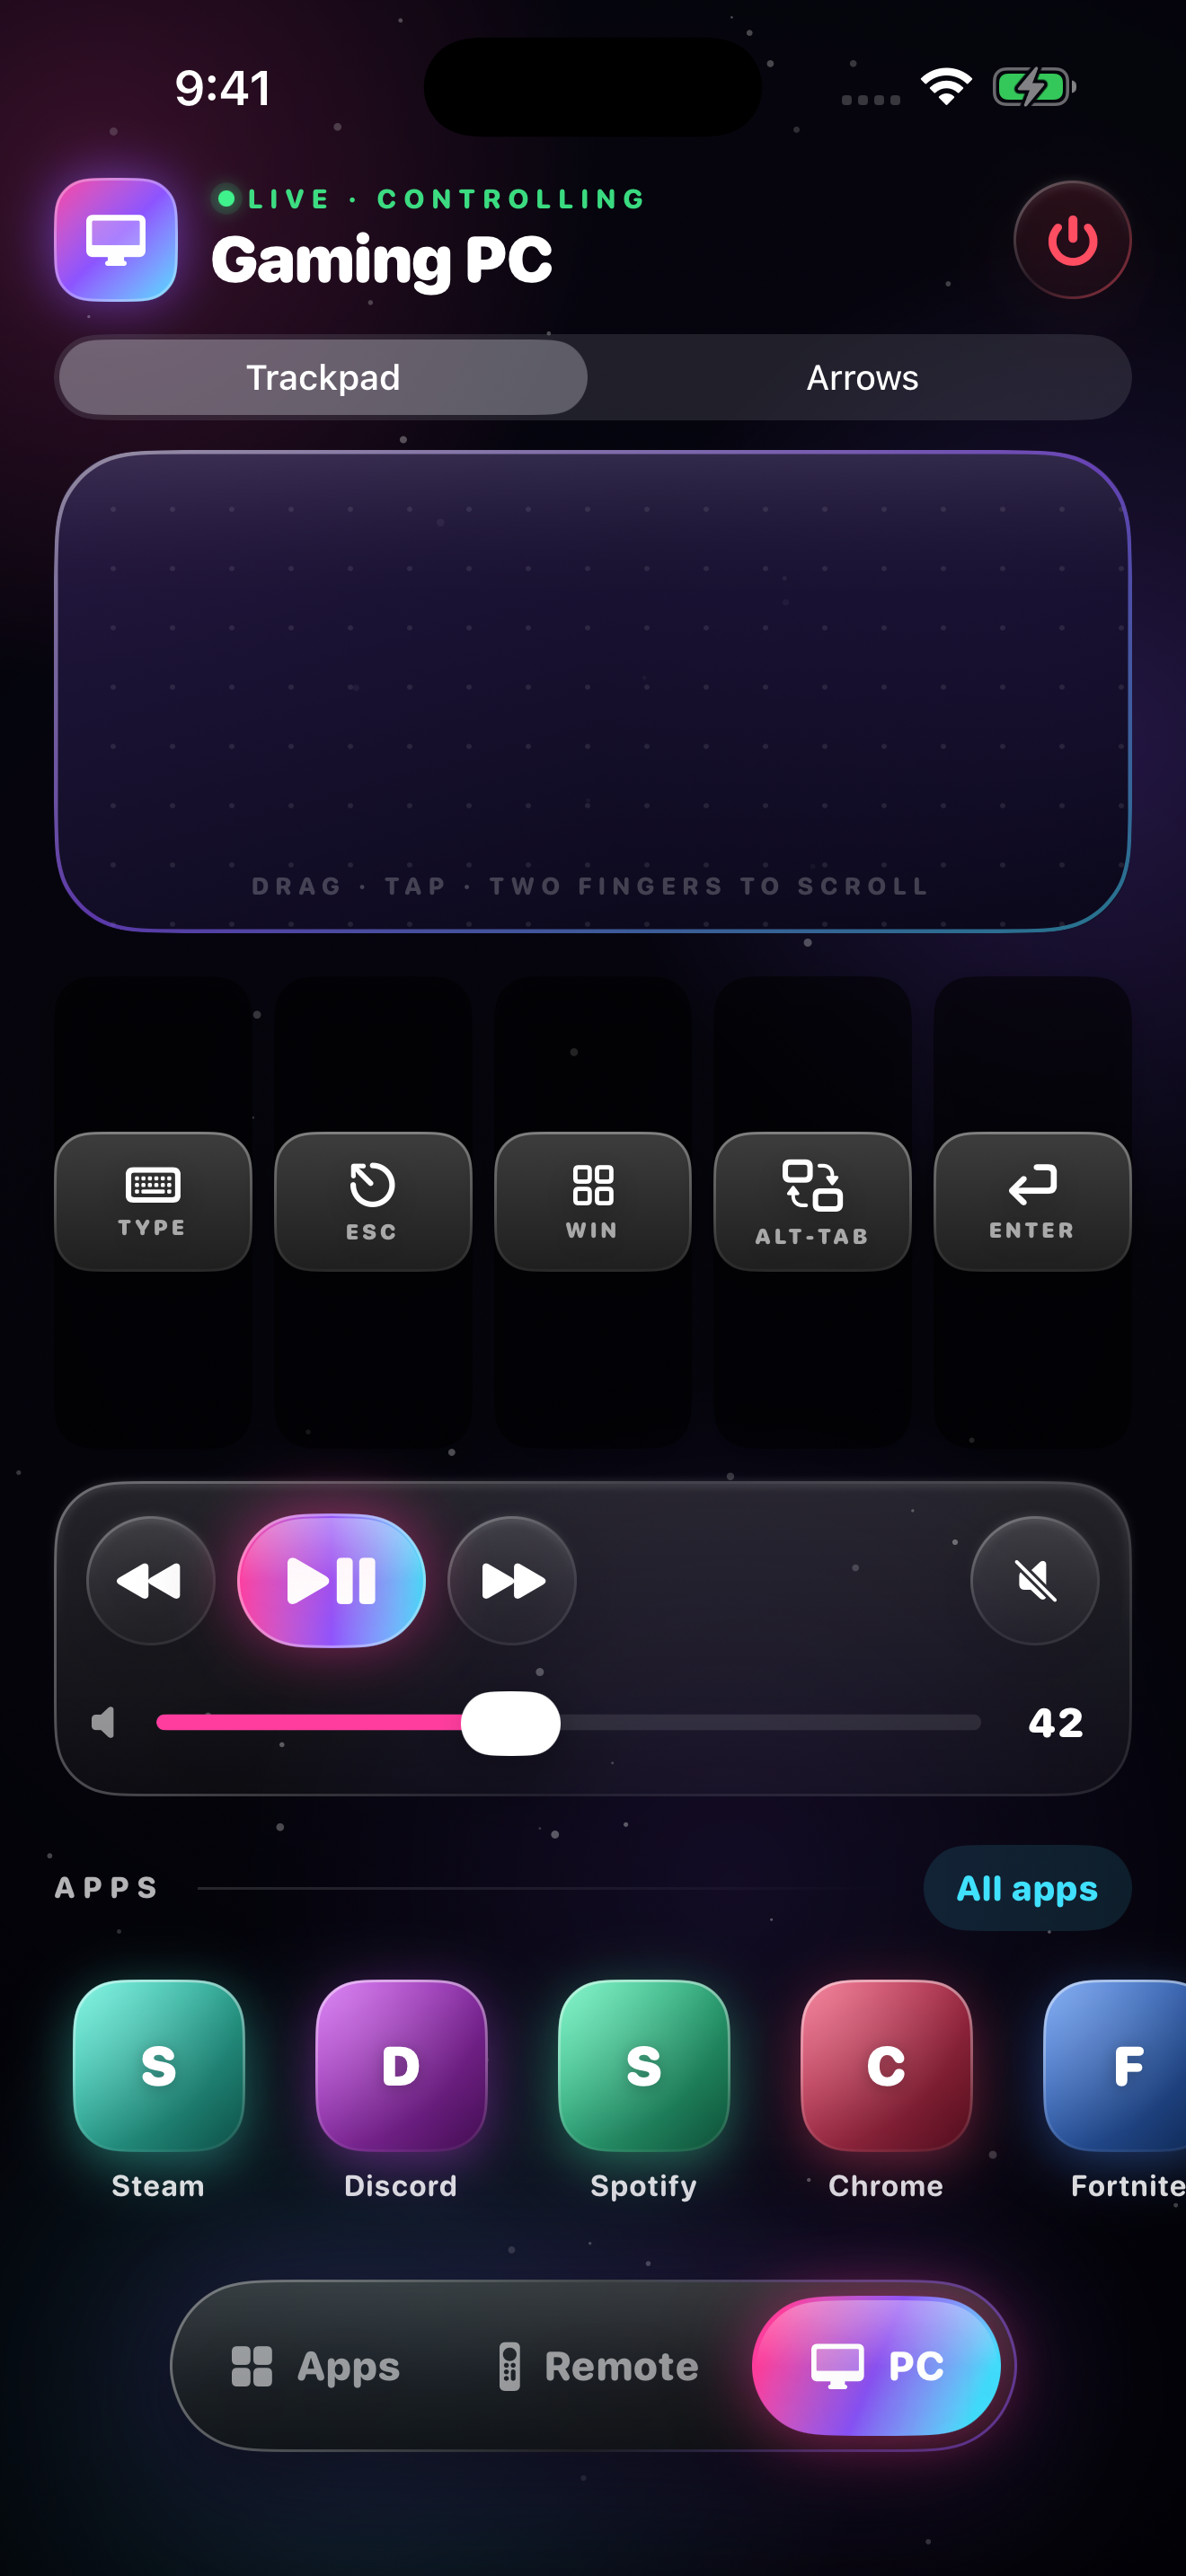 9:41
LIVE · CONTROLLING
Gaming PC
Trackpad Arrows
DRAG · TAP · TWO FINGERS TO SCROLL
TYPE ESC WIN ALT-TAB ENTER
42
APPS All apps
S D S C F
Steam Discord Spotify Chrome Fortnite
Apps Remote PC